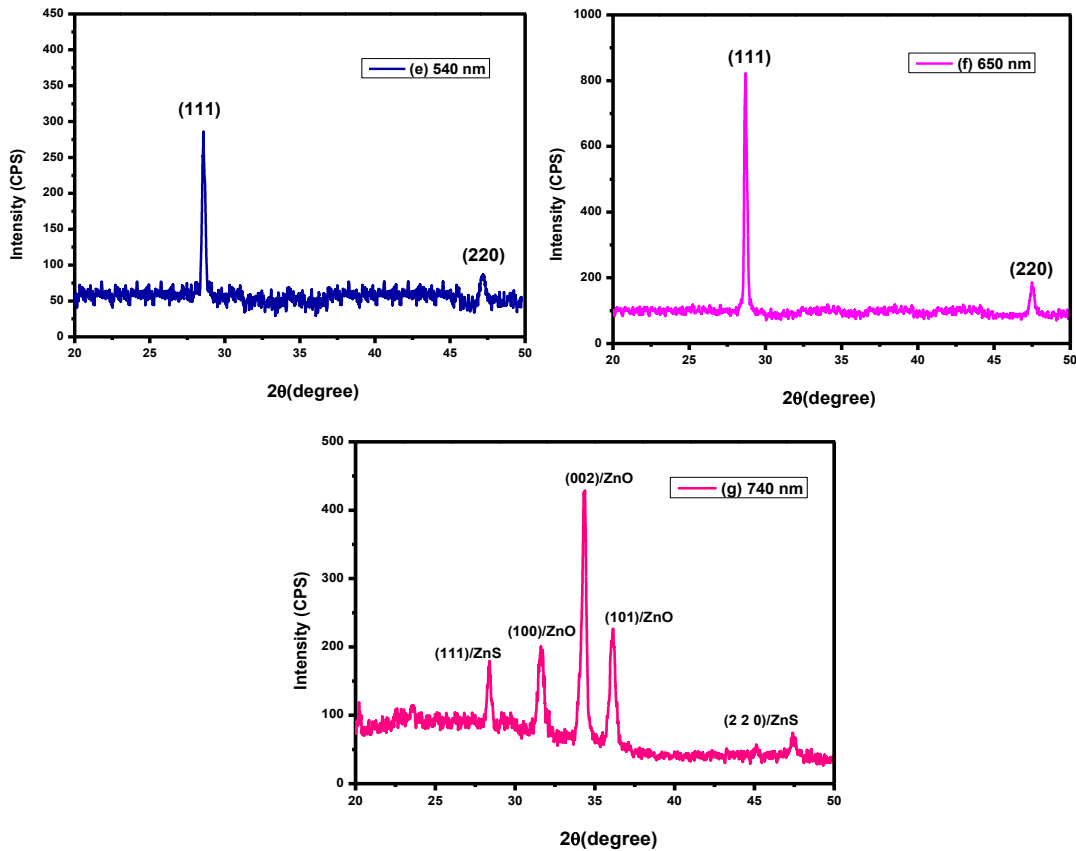 450
400
350
300
250
200
150
100
50
0
Intensity (CPS)
(e) 540 nm
(111)
(220)
20 25 30 35 40 45 50
2θ(degree)
1000
800
600
400
200
0
Intensity (CPS)
(f) 650 nm
(111)
(220)
20 25 30 35 40 45 50
2θ(degree)
500
400
300
200
100
0
Intensity (CPS)
(g) 740 nm
(002)/ZnO
(101)/ZnO
(100)/ZnO
(111)/ZnS
(2 2 0)/ZnS
20 25 30 35 40 45 50
2θ(degree)